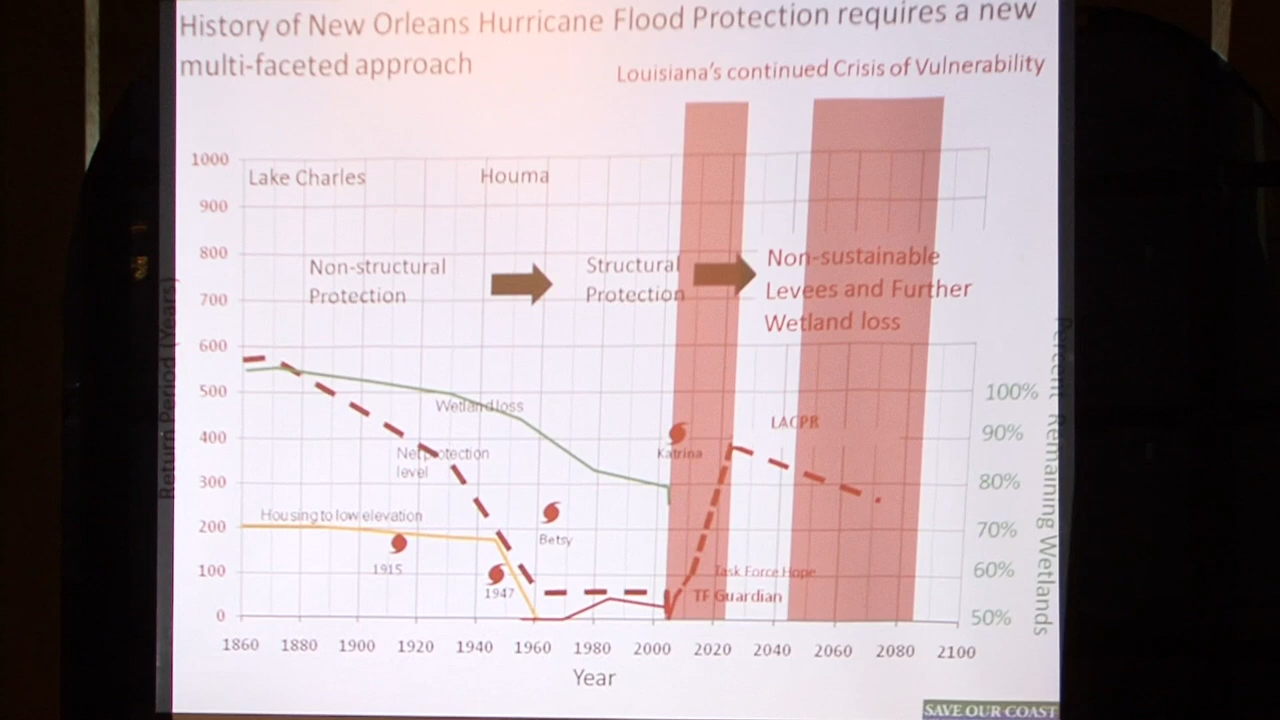 History of New Orleans Hurricane Flood Protection requires a new
multi-faceted approach
Louisiana's continued Crisis of Vulnerability
1000
Lake Charles
Houma
900
800
Non-structural
Protection
Structural
Protection
Non-sustainable
Levees and Further
Wetland loss
700
600
500
100%
Wetland loss
400
Katrina
LACPR
90%
Net protection
level
300
80%
Housing to low elevation
200
Betsy
70%
1915
100
1947
Task Force Hope
60%
TF Guardian
0
50%
1860 1880 1900 1920 1940 1960 1980 2000 2020 2040 2060 2080 2100
Year
Return Period (Years)
Percent Remaining Wetlands
SAVE OUR COAST